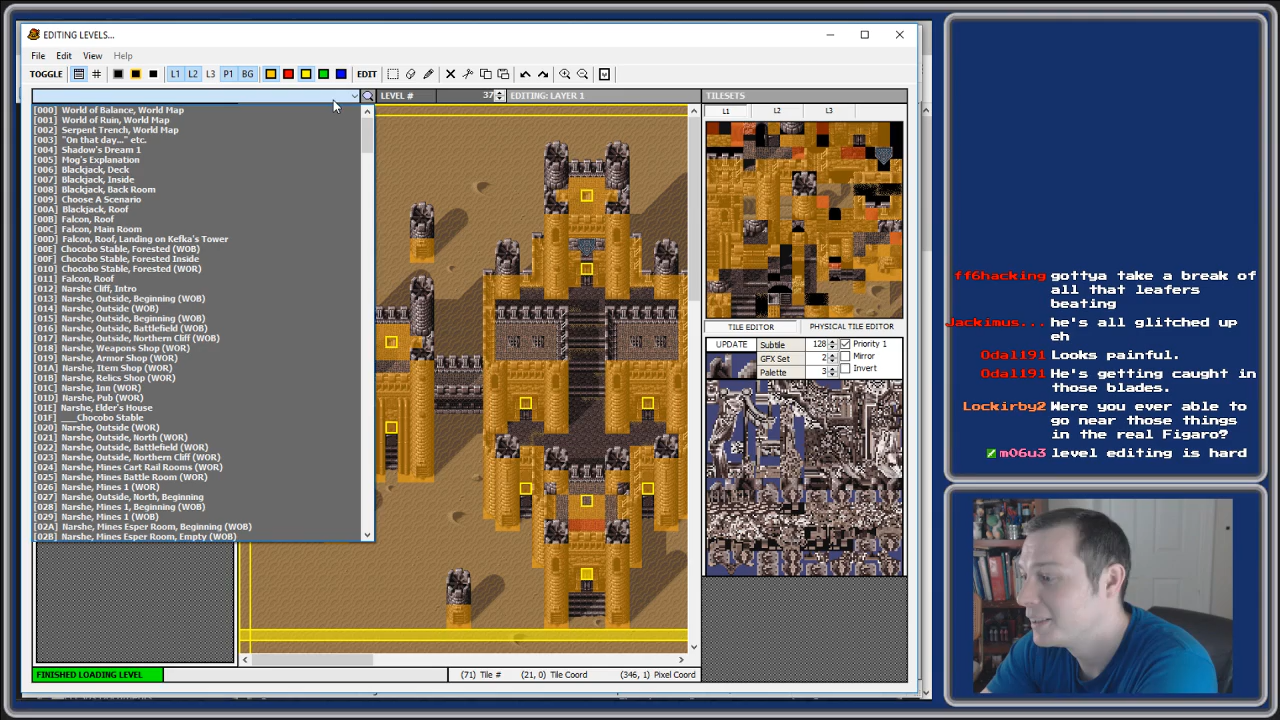 EDITING LEVELS...
File Edit View Help
TOGGLE L1 L2 L3 P1 BG EDIT
LEVEL # 37 EDITING: LAYER 1 TILESETS
L1 L2 L3
[000] World of Balance, World Map
[001] World of Ruin, World Map
[002] Serpent Trench, World Map
[003] "On that day..." etc.
[004] Shadow's Dream 1
[005] Mog's Explanation
[006] Blackjack, Deck
[007] Blackjack, Inside
[008] Blackjack, Back Room
[009] Choose A Scenario
[00A] Blackjack, Roof
[00B] Falcon, Roof
[00C] Falcon, Main Room
[00D] Falcon, Roof, Landing on Kefka's Tower
[00E] Chocobo Stable, Forested (WOB)
[00F] Chocobo Stable, Forested Inside
[010] Chocobo Stable, Forested (WOR)
[011] Falcon, Roof
[012] Narshe Cliff, Intro
[013] Narshe, Outside, Beginning (WOB)
[014] Narshe, Outside (WOB)
[015] Narshe, Outside, Beginning (WOB)
[016] Narshe, Outside, Battlefield (WOB)
[017] Narshe, Outside, Northern Cliff (WOB)
[018] Narshe, Weapons Shop (WOR)
[019] Narshe, Armor Shop (WOR)
[01A] Narshe, Item Shop (WOR)
[01B] Narshe, Relics Shop (WOR)
[01C] Narshe, Inn (WOR)
[01D] Narshe, Pub (WOR)
[01E] Narshe, Elder's House
[01F] ___ Chocobo Stable
[020] Narshe, Outside (WOR)
[021] Narshe, Outside, North (WOR)
[022] Narshe, Outside, Battlefield (WOR)
[023] Narshe, Outside, Northern Cliff (WOR)
[024] Narshe, Mines Cart Rail Rooms (WOR)
[025] Narshe, Mines Battle Room (WOR)
[026] Narshe, Mines 1 (WOR)
[027] Narshe, Outside, North, Beginning
[028] Narshe, Mines 1, Beginning (WOB)
[029] Narshe, Mines 1 (WOB)
[02A] Narshe, Mines Esper Room, Beginning (WOB)
[02B] Narshe, Mines Esper Room, Empty (WOB)
TILE EDITOR PHYSICAL TILE EDITOR
UPDATE Subtile 128 Priority 1
GFX Set 2 Mirror
Palette 3 Invert
FINISHED LOADING LEVEL (71) Tile # (21, 0) Tile Coord (346, 1) Pixel Coord
ff6hacking gottya take a break of
all that leafers
beating
Jackimus... he's all glitched up
eh
Odal191 Looks painful.
Odal191 He's getting caught in
those blades.
Lockirby2 Were you ever able to
go near those things
in the real Figaro?
m06u3 level editing is hard